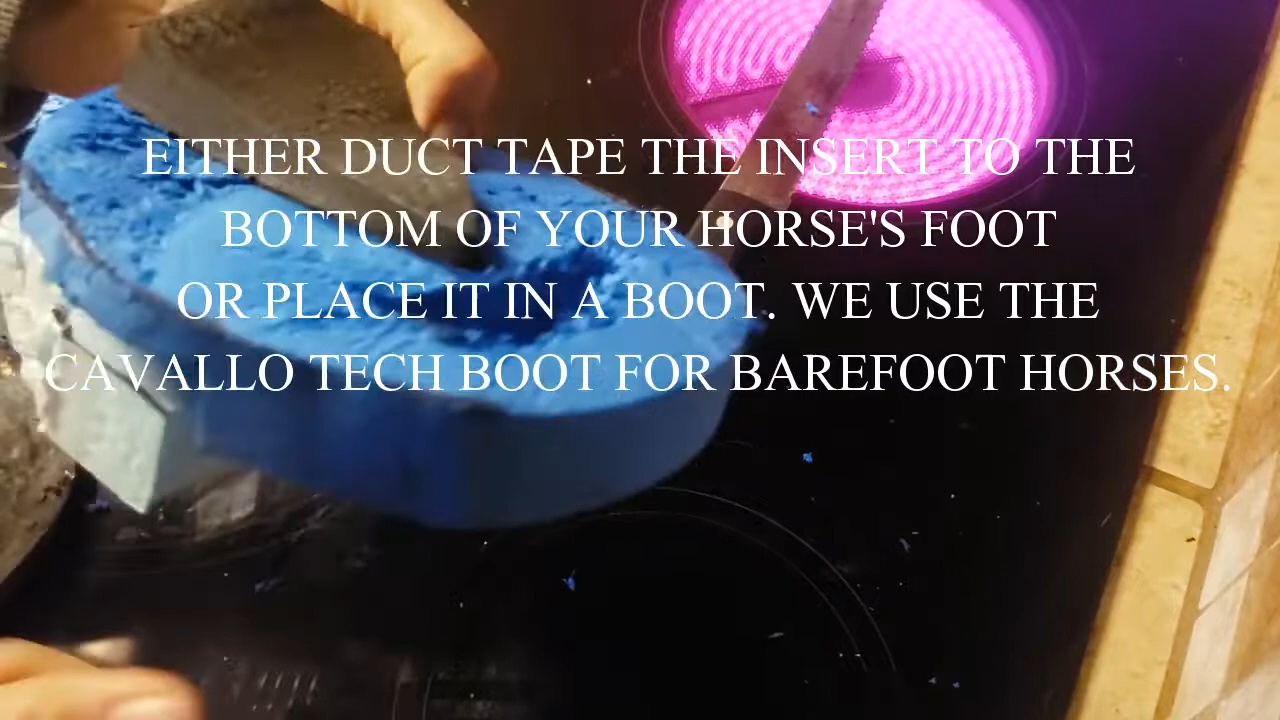 EITHER DUCT TAPE THE INSERT TO THE
BOTTOM OF YOUR HORSE'S FOOT
OR PLACE IT IN A BOOT. WE USE THE
CAVALLO TECH BOOT FOR BAREFOOT HORSES.